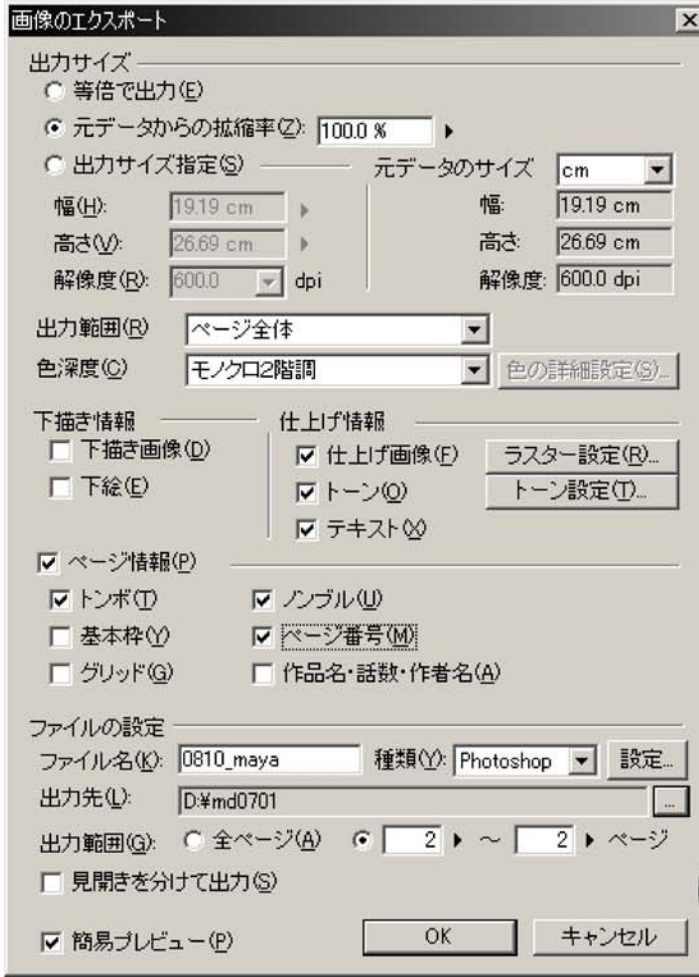 画像のエクスポート
出力サイズ
等倍で出力(E)
元データからの拡縮率(Z): 100.0 %
出力サイズ指定(S) 元データのサイズ cm
幅(H): 19.19 cm 幅: 19.19 cm
高さ(V): 26.69 cm 高さ: 26.69 cm
解像度(R): 600.0 dpi 解像度: 600.0 dpi
出力範囲(R) ページ全体
色深度(C) モノクロ2階調 色の詳細設定(S)...
下描き情報 仕上げ情報
下描き画像(D) 仕上げ画像(F) ラスター設定(R)...
下絵(E) トーン(O) トーン設定(T)...
テキスト(X)
ページ情報(P)
トンボ(T) ノンブル(U)
基本枠(Y) ページ番号(M)
グリッド(G) 作品名・話数・作者名(A)
ファイルの設定
ファイル名(K): 0810_maya 種類(Y): Photoshop 設定...
出力先(L): D:¥md0701 ...
出力範囲(G): 全ページ(A) 2 ～ 2 ページ
見開きを分けて出力(S)
簡易プレビュー(P) OK キャンセル